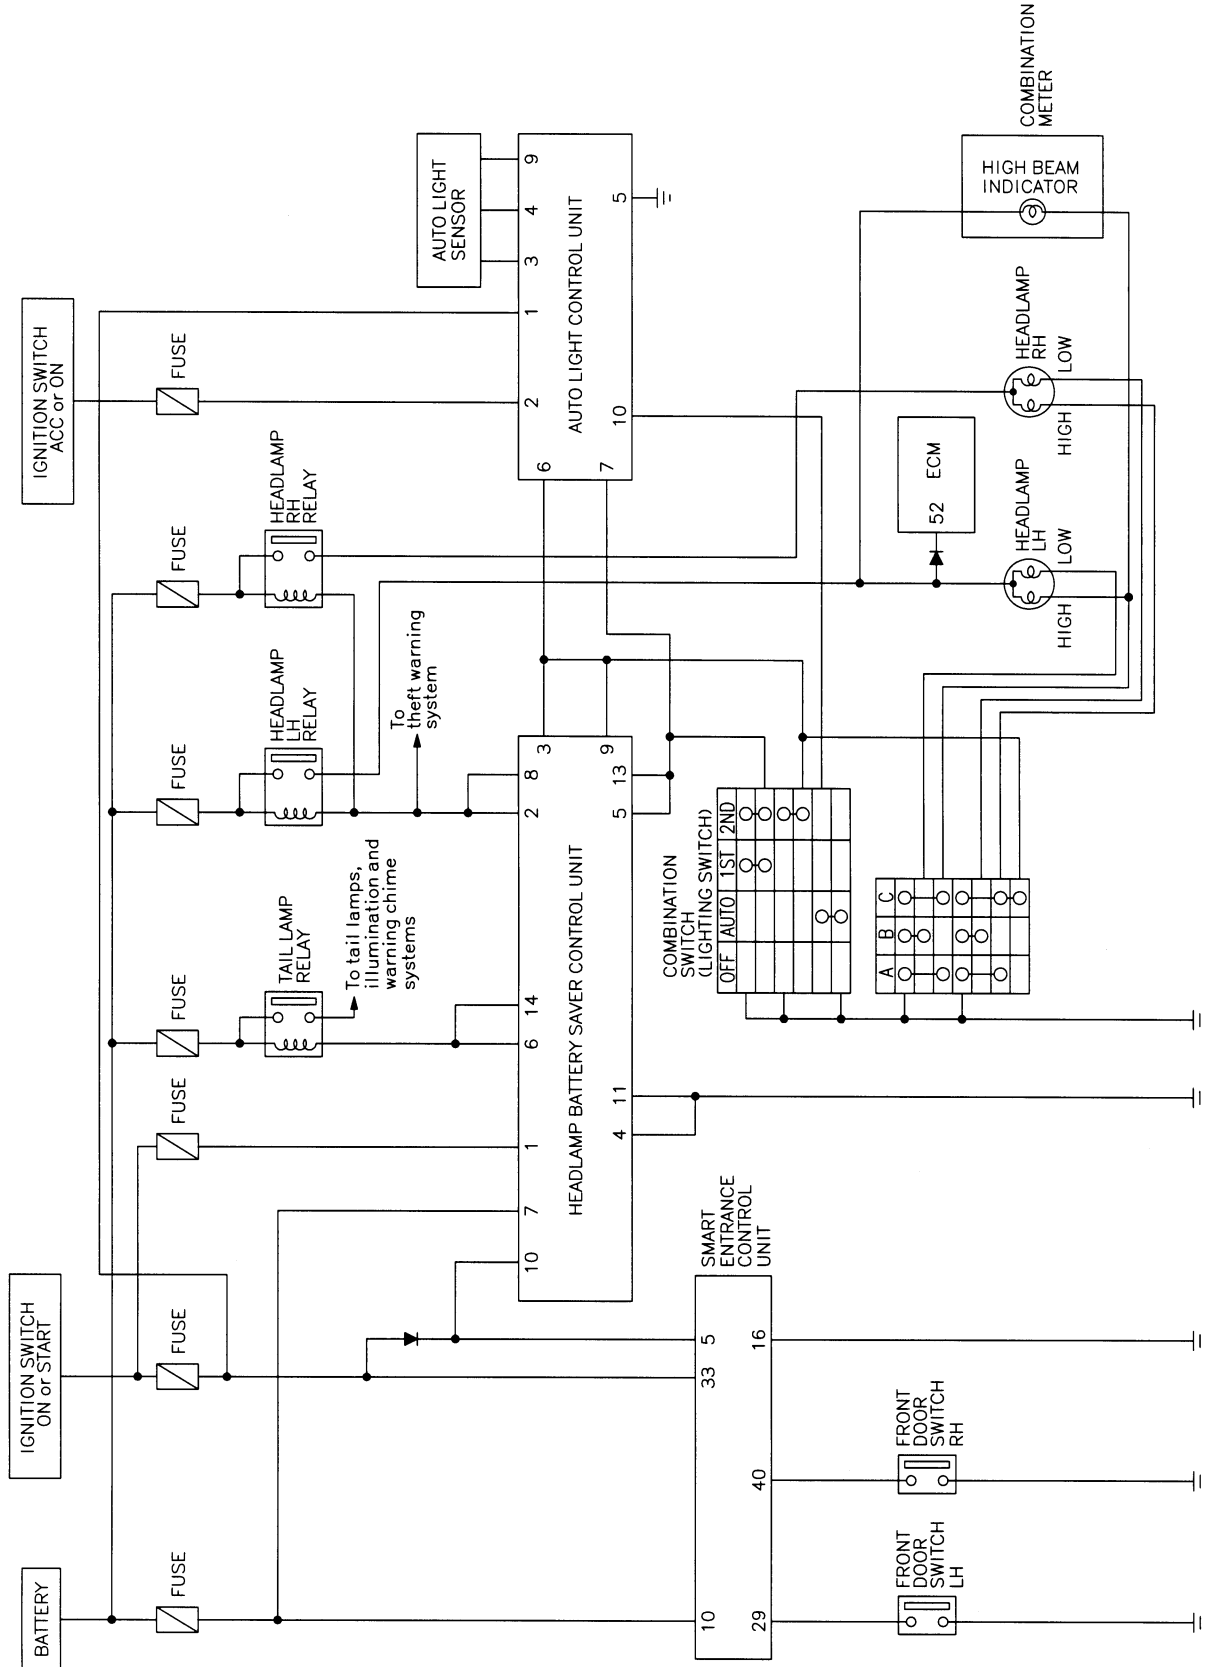 BATTERY
IGNITION SWITCH
ON or START
IGNITION SWITCH
ACC or ON
FUSE
FUSE
FUSE
FUSE
FUSE
FUSE
FUSE
TAIL LAMP
RELAY
HEADLAMP
LH
RELAY
HEADLAMP
RH
RELAY
To tail lamps,
illumination and
warning chime
systems
To
theft warning
system
AUTO LIGHT
SENSOR
10
7
1
6
14
2
8
HEADLAMP BATTERY SAVER CONTROL UNIT
3
9
4
11
5
13
2
1
3
4
9
AUTO LIGHT CONTROL UNIT
6
7
10
5
SMART
ENTRANCE
CONTROL
UNIT
10
33
5
29
40
16
COMBINATION
SWITCH
(LIGHTING SWITCH)
OFF
AUTO
1ST
2ND
A
B
C
FRONT
DOOR
SWITCH
LH
FRONT
DOOR
SWITCH
RH
52
ECM
HEADLAMP
LH
HIGH
LOW
HEADLAMP
RH
HIGH
LOW
HIGH BEAM
INDICATOR
COMBINATION
METER